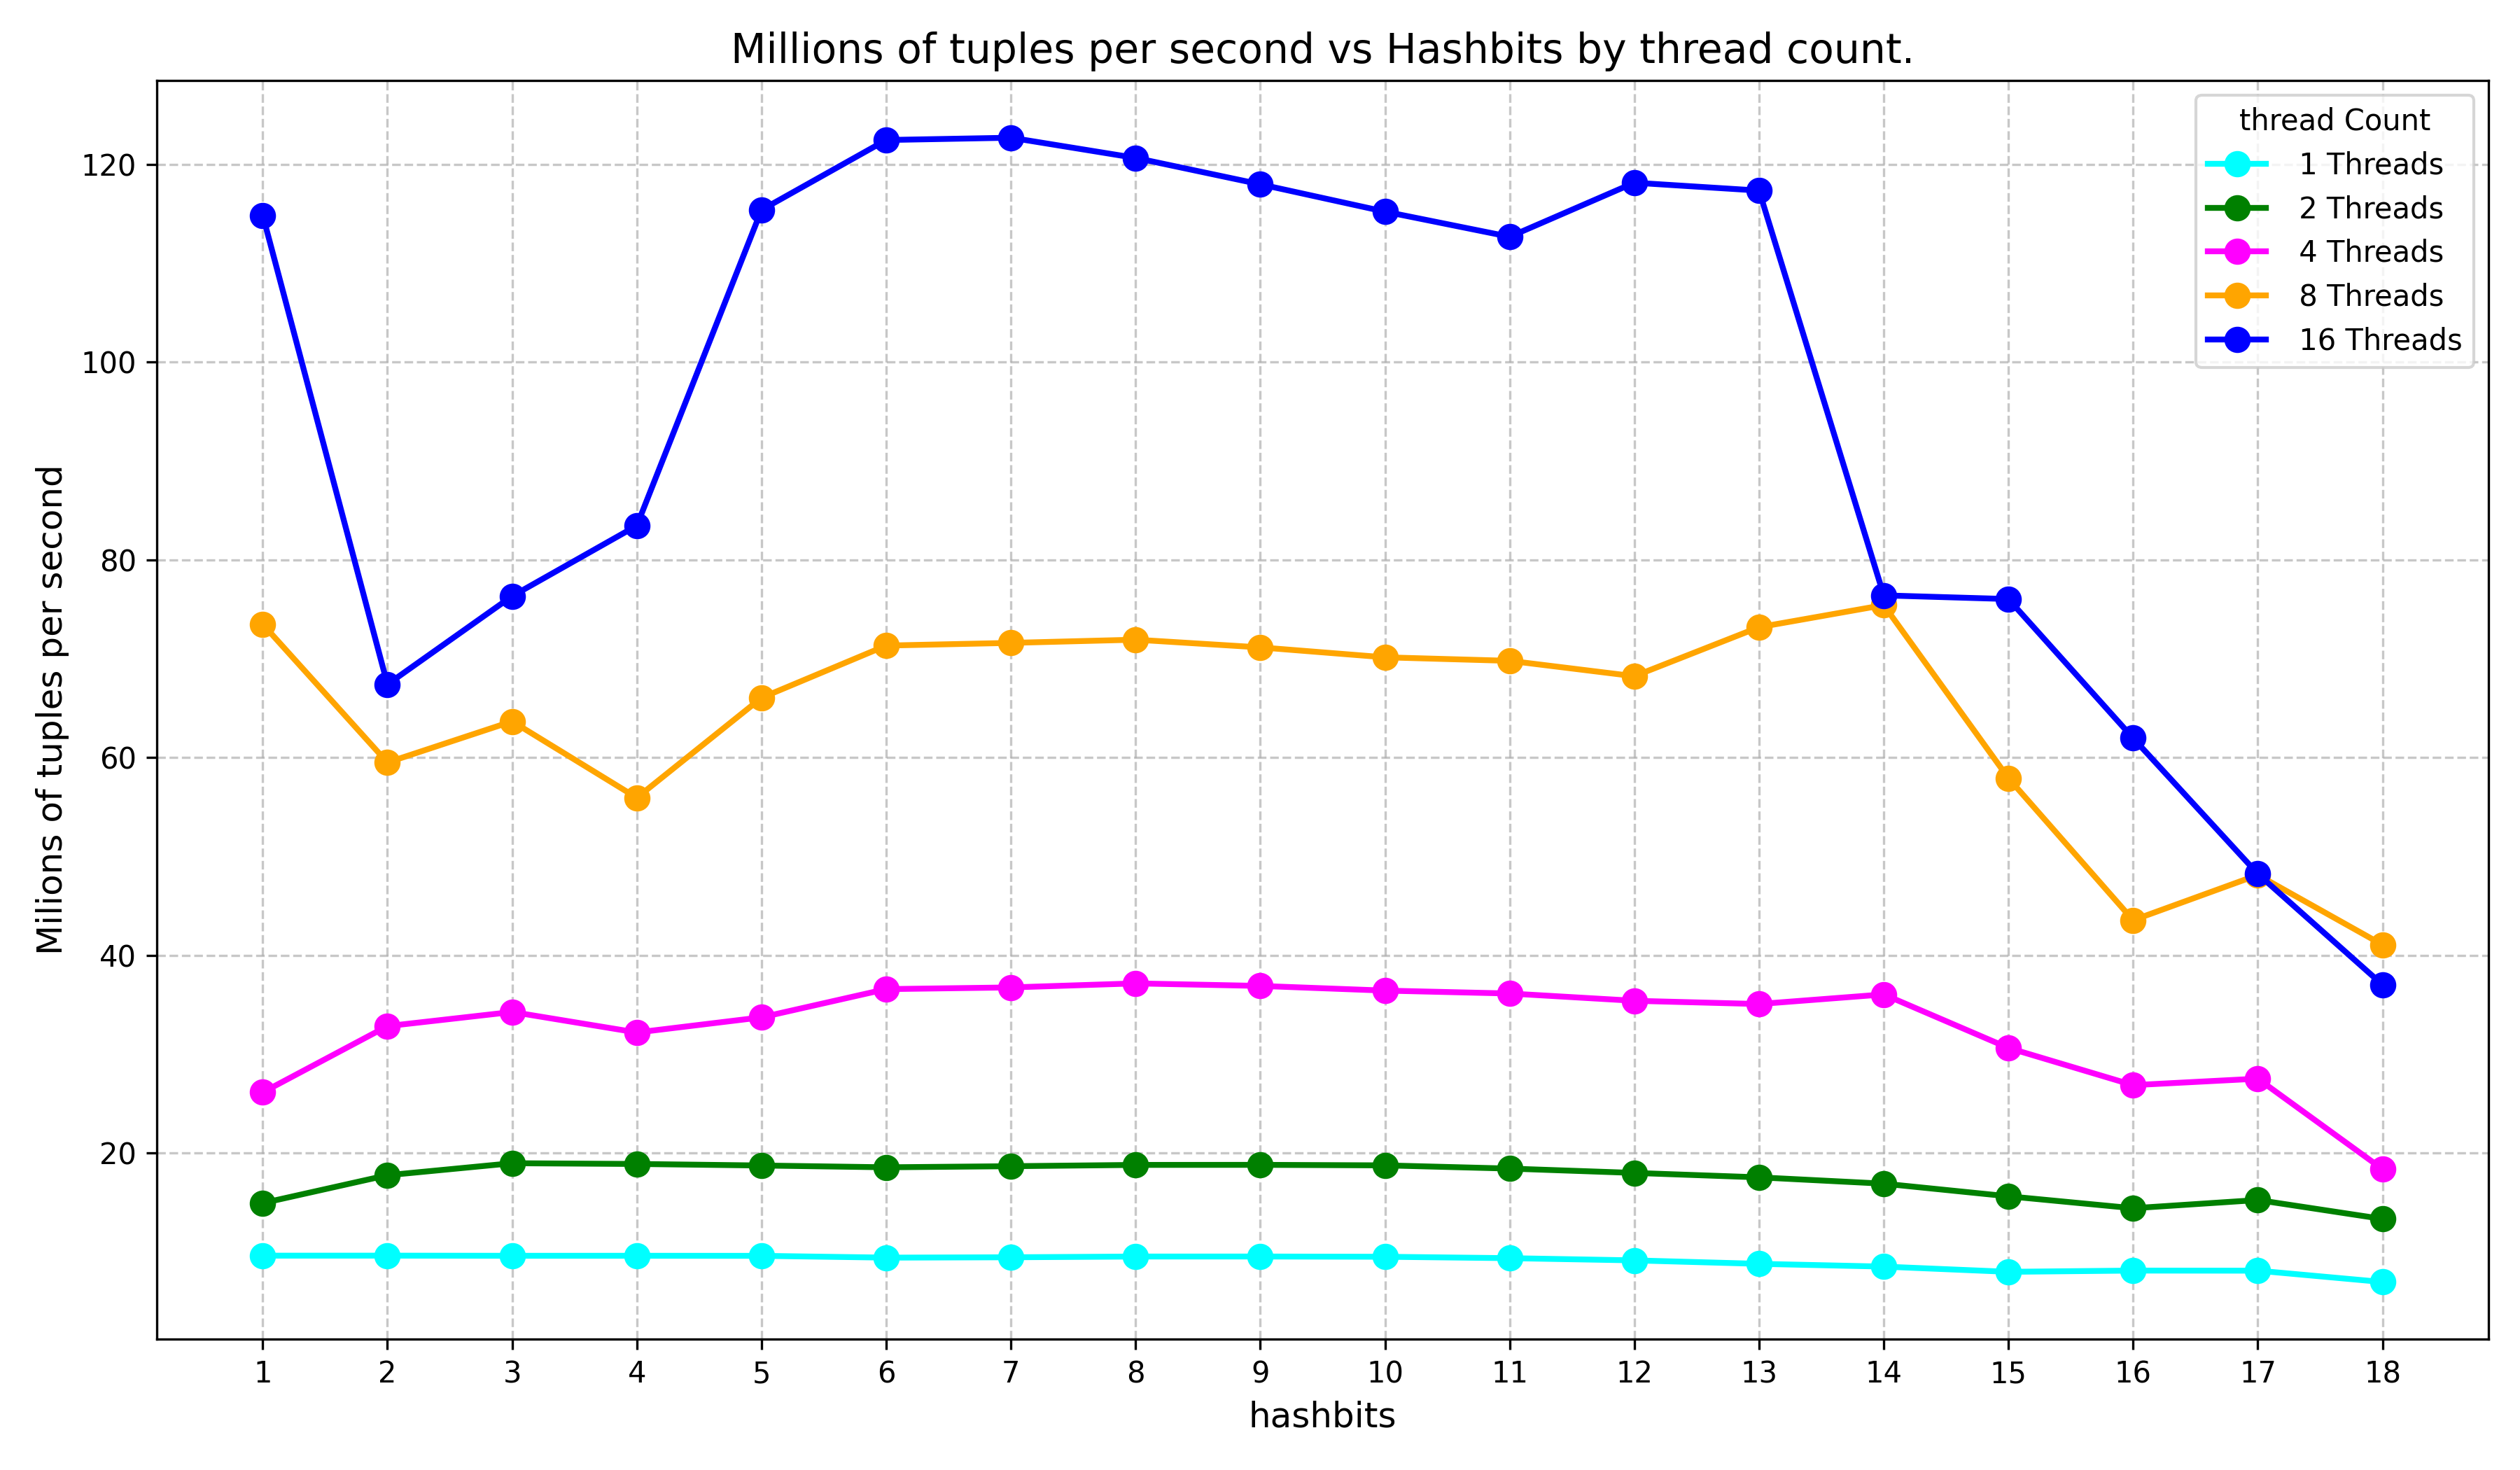 Millions of tuples per second vs Hashbits by thread count.
thread Count
1 Threads
2 Threads
4 Threads
8 Threads
16 Threads
Milions of tuples per second
120
100
80
60
40
20
1 2 3 4 5 6 7 8 9 10 11 12 13 14 15 16 17 18
hashbits